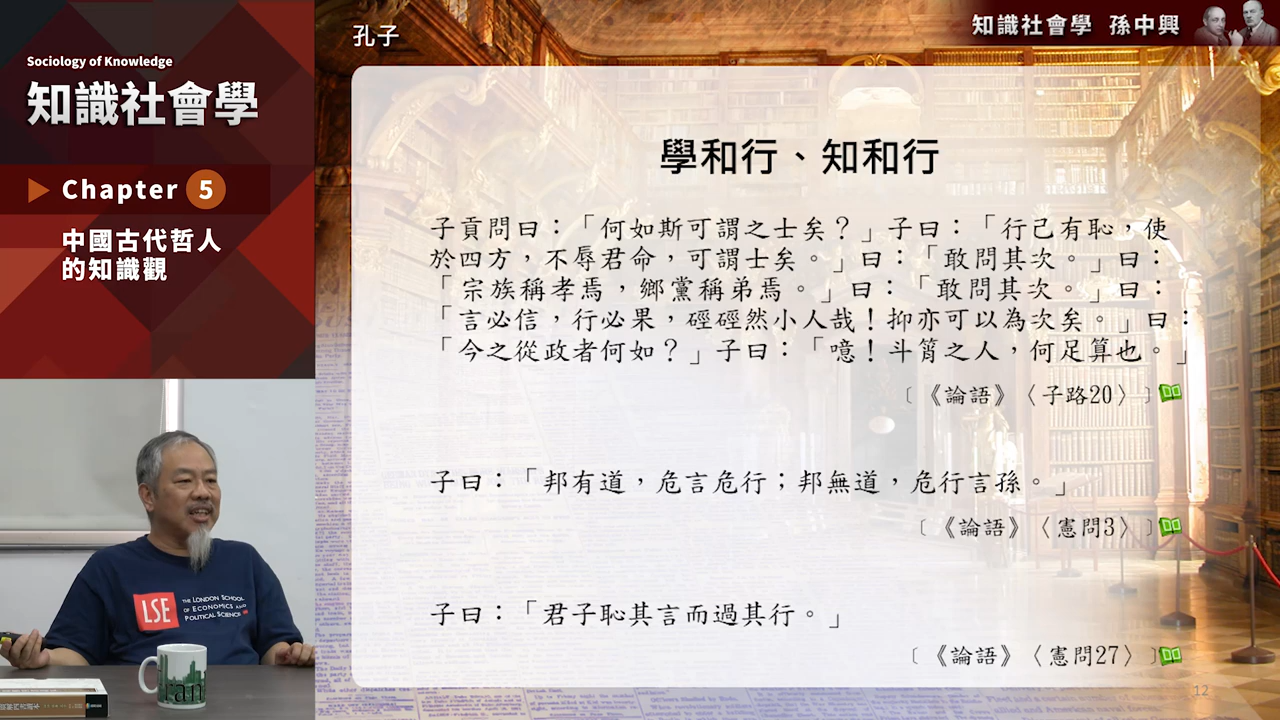 Sociology of Knowledge
知識社會學
Chapter 5
中國古代哲人
的知識觀
孔子
知識社會學 孫中興
學和行、知和行
子貢問曰：「何如斯可謂之士矣？」子曰：「行己有恥，使
於四方，不辱君命，可謂士矣。」曰：「敢問其次。」曰：
「宗族稱孝焉，鄉黨稱弟焉。」曰：「敢問其次。」曰：
「言必信，行必果，硜硜然小人哉！抑亦可以為次矣。」曰：
「今之從政者何如？」子曰：「噫！斗筲之人，何足算也。」
〔《論語》〈子路20〉〕
子曰：「邦有道，危言危行；邦無道，危行言孫　」
〔《論語》〈憲問3〉〕
子曰：「君子恥其言而過其行。」
〔《論語》〈憲問27〉〕
12
LSE
THE LONDON SCHOOL
OF ECONOMICS AND
POLITICAL SCIENCE